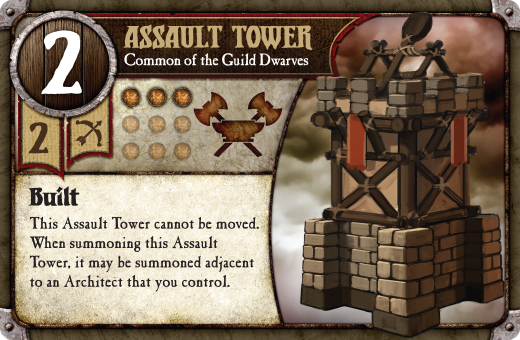 2
ASSAULT TOWER
Common of the Guild Dwarves
2
Built
This Assault Tower cannot be moved.
When summoning this Assault
Tower, it may be summoned adjacent
to an Architect that you control.